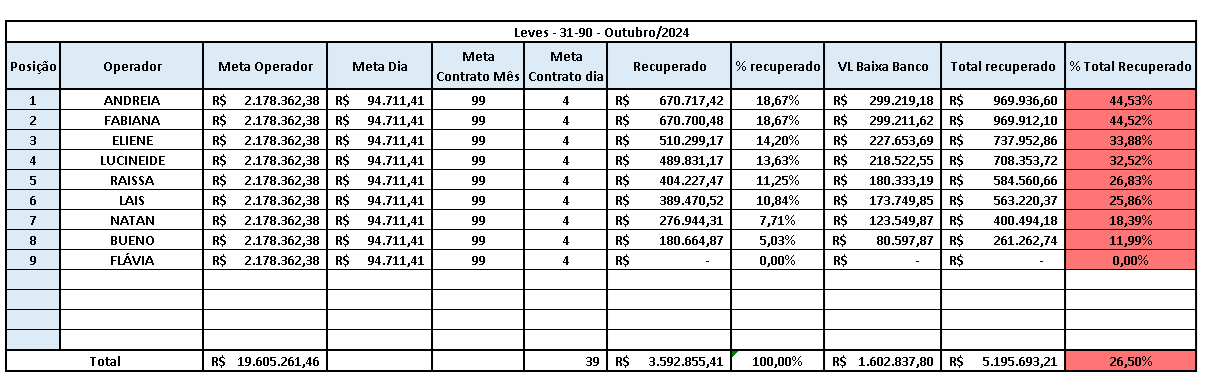 Leves - 31-90 - Outubro/2024
Posição Operador Meta Operador Meta Dia Meta Contrato Mês Meta Contrato dia Recuperado % recuperado VL Baixa Banco Total recuperado % Total Recuperado
1 ANDREIA R$ 2.178.362,38 R$ 94.711,41 99 4 R$ 670.717,42 18,67% R$ 299.219,18 R$ 969.936,60 44,53%
2 FABIANA R$ 2.178.362,38 R$ 94.711,41 99 4 R$ 670.700,48 18,67% R$ 299.211,62 R$ 969.912,10 44,52%
3 ELIENE R$ 2.178.362,38 R$ 94.711,41 99 4 R$ 510.299,17 14,20% R$ 227.653,69 R$ 737.952,86 33,88%
4 LUCINEIDE R$ 2.178.362,38 R$ 94.711,41 99 4 R$ 489.831,17 13,63% R$ 218.522,55 R$ 708.353,72 32,52%
5 RAISSA R$ 2.178.362,38 R$ 94.711,41 99 4 R$ 404.227,47 11,25% R$ 180.333,19 R$ 584.560,66 26,83%
6 LAIS R$ 2.178.362,38 R$ 94.711,41 99 4 R$ 389.470,52 10,84% R$ 173.749,85 R$ 563.220,37 25,86%
7 NATAN R$ 2.178.362,38 R$ 94.711,41 99 4 R$ 276.944,31 7,71% R$ 123.549,87 R$ 400.494,18 18,39%
8 BUENO R$ 2.178.362,38 R$ 94.711,41 99 4 R$ 180.664,87 5,03% R$ 80.597,87 R$ 261.262,74 11,99%
9 FLÁVIA R$ 2.178.362,38 R$ 94.711,41 99 4 R$ - 0,00% R$ - R$ - 0,00%
Total R$ 19.605.261,46 39 R$ 3.592.855,41 100,00% R$ 1.602.837,80 R$ 5.195.693,21 26,50%